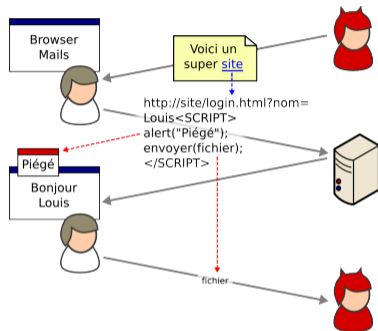 Browser
Mails
Voici un
super site
http://site/login.html?nom=
Louis<SCRIPT>
alert("Piégé");
envoyer(fichier);
</SCRIPT>
Piégé
Bonjour
Louis
fichier